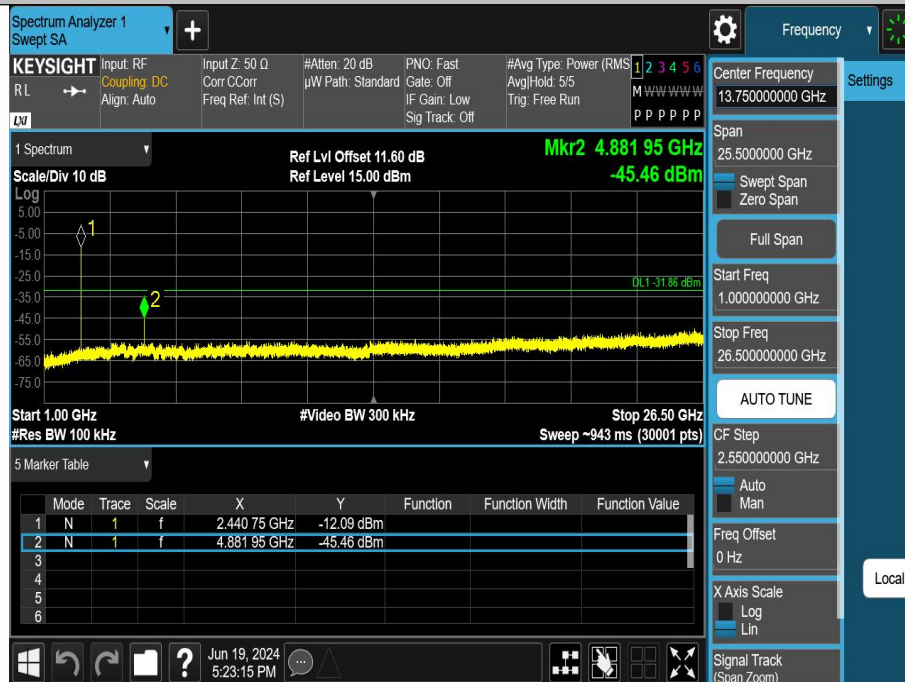 Spectrum Analyzer 1
Swept SA
+
Frequency
KEYSIGHT
RL
LXI
Input: RF
Coupling: DC
Align: Auto
Input Z: 50 Ω
Corr CCorr
Freq Ref: Int (S)
#Atten: 20 dB
µW Path: Standard
PNO: Fast
Gate: Off
IF Gain: Low
Sig Track: Off
#Avg Type: Power (RMS
Avg|Hold: 5/5
Trig: Free Run
1 2 3 4 5 6
M W W W W W
P P P P P P
1 Spectrum
Scale/Div 10 dB
Ref Lvl Offset 11.60 dB
Ref Level 15.00 dBm
Mkr2 4.881 95 GHz
-45.46 dBm
Log
5.00
-5.00
-15.0
-25.0
-35.0
-45.0
-55.0
-65.0
-75.0
1
2
DL1 -31.86 dBm
Start 1.00 GHz
#Video BW 300 kHz
Stop 26.50 GHz
#Res BW 100 kHz
Sweep ~943 ms (30001 pts)
5 Marker Table
Mode Trace Scale X Y Function Function Width Function Value
1 N 1 f 2.440 75 GHz -12.09 dBm
2 N 1 f 4.881 95 GHz -45.46 dBm
3
4
5
6
?
Jun 19, 2024
5:23:15 PM
Center Frequency
13.750000000 GHz
Settings
Span
25.5000000 GHz
Swept Span
Zero Span
Full Span
Start Freq
1.000000000 GHz
Stop Freq
26.500000000 GHz
AUTO TUNE
CF Step
2.550000000 GHz
Auto
Man
Freq Offset
0 Hz
Local
X Axis Scale
Log
Lin
Signal Track
(Span Zoom)